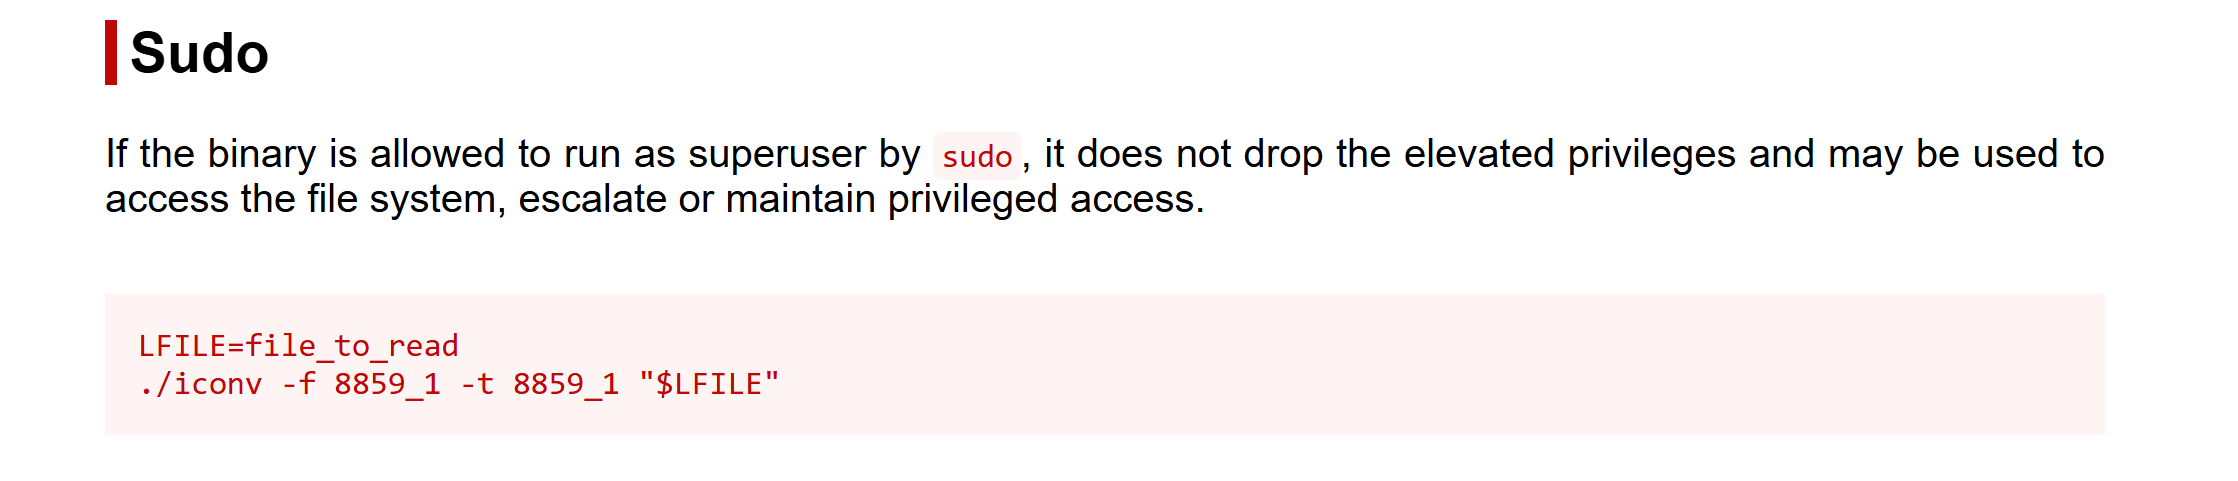 Sudo
If the binary is allowed to run as superuser by sudo, it does not drop the elevated privileges and may be used to
access the file system, escalate or maintain privileged access.
LFILE=file_to_read
./iconv -f 8859_1 -t 8859_1 "$LFILE"